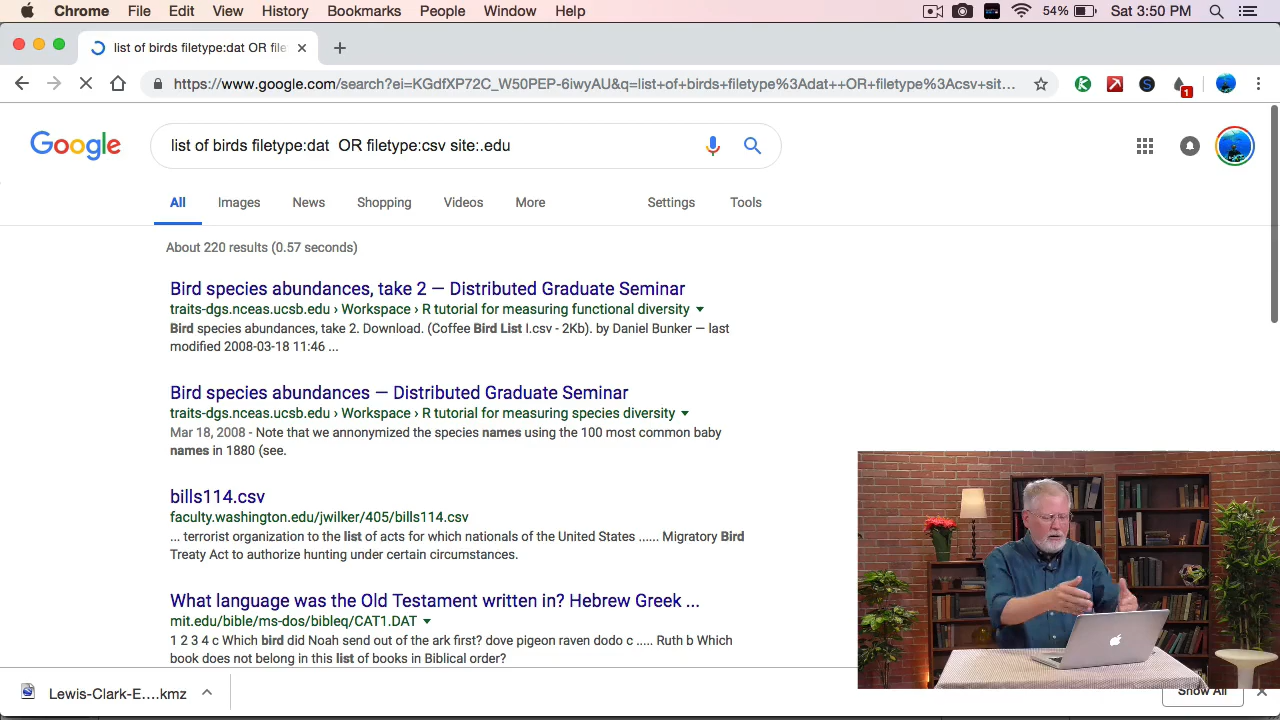 Chrome File Edit View History Bookmarks People Window Help 54% Sat 3:50 PM
list of birds filetype:dat OR file
https://www.google.com/search?ei=KGdfXP72C_W50PEP-6iwyAU&q=list+of+birds+filetype%3Adat++OR+filetype%3Acsv+sit...
1
Google
list of birds filetype:dat  OR filetype:csv site:.edu
All Images News Shopping Videos More Settings Tools
About 220 results (0.57 seconds)
Bird species abundances, take 2 — Distributed Graduate Seminar
traits-dgs.nceas.ucsb.edu › Workspace › R tutorial for measuring functional diversity
Bird species abundances, take 2. Download. (Coffee Bird List I.csv - 2Kb). by Daniel Bunker — last
modified 2008-03-18 11:46 ...
Bird species abundances — Distributed Graduate Seminar
traits-dgs.nceas.ucsb.edu › Workspace › R tutorial for measuring species diversity
Mar 18, 2008 - Note that we annonymized the species names using the 100 most common baby
names in 1880 (see.
bills114.csv
faculty.washington.edu/jwilker/405/bills114.csv
... terrorist organization to the list of acts for which nationals of the United States ...... Migratory Bird
Treaty Act to authorize hunting under certain circumstances.
What language was the Old Testament written in? Hebrew Greek ...
mit.edu/bible/ms-dos/bibleq/CAT1.DAT
1 2 3 4 c Which bird did Noah send out of the ark first? dove pigeon raven dodo c ..... Ruth b Which
book does not belong in this list of books in Biblical order?
Lewis-Clark-E....kmz
Show All